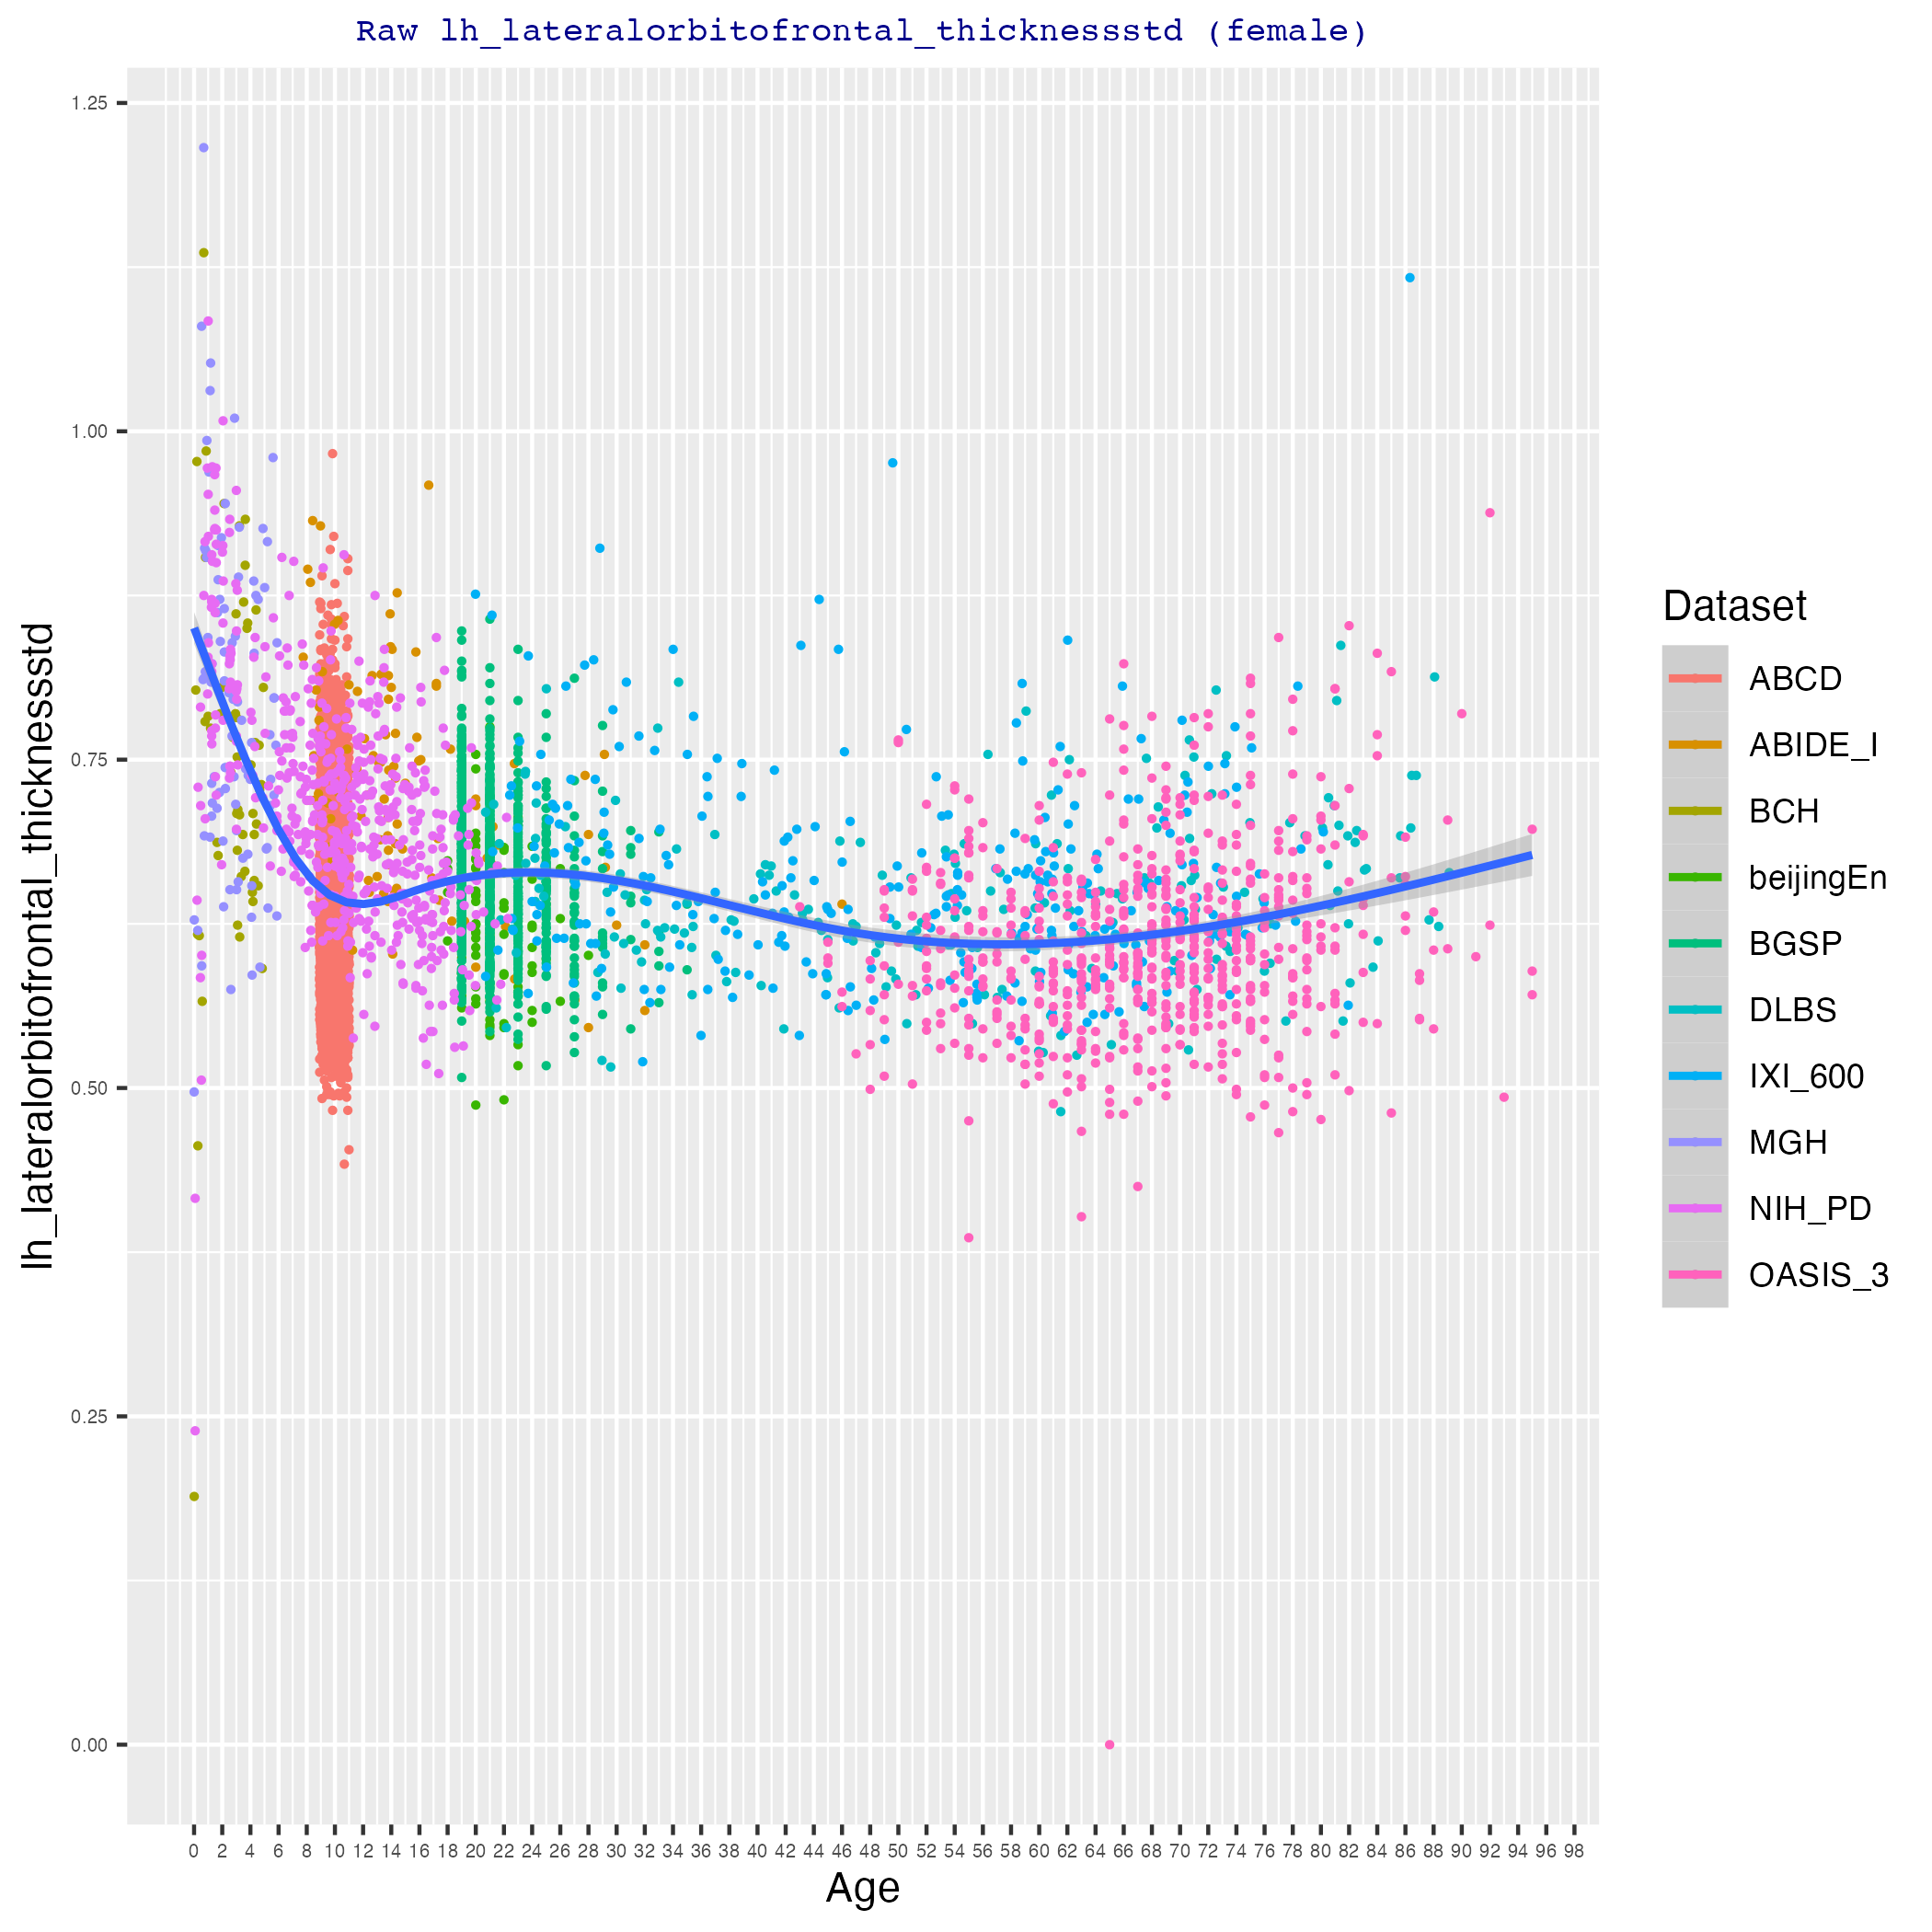 Raw lh_lateralorbitofrontal_thicknessstd (female)
lh_lateralorbitofrontal_thicknessstd
1.25
1.00
0.75
0.50
0.25
0.00
0 2 4 6 8 10 12 14 16 18 20 22 24 26 28 30 32 34 36 38 40 42 44 46 48 50 52 54 56 58 60 62 64 66 68 70 72 74 76 78 80 82 84 86 88 90 92 94 96 98
Age
Dataset
ABCD
ABIDE_I
BCH
beijingEn
BGSP
DLBS
IXI_600
MGH
NIH_PD
OASIS_3